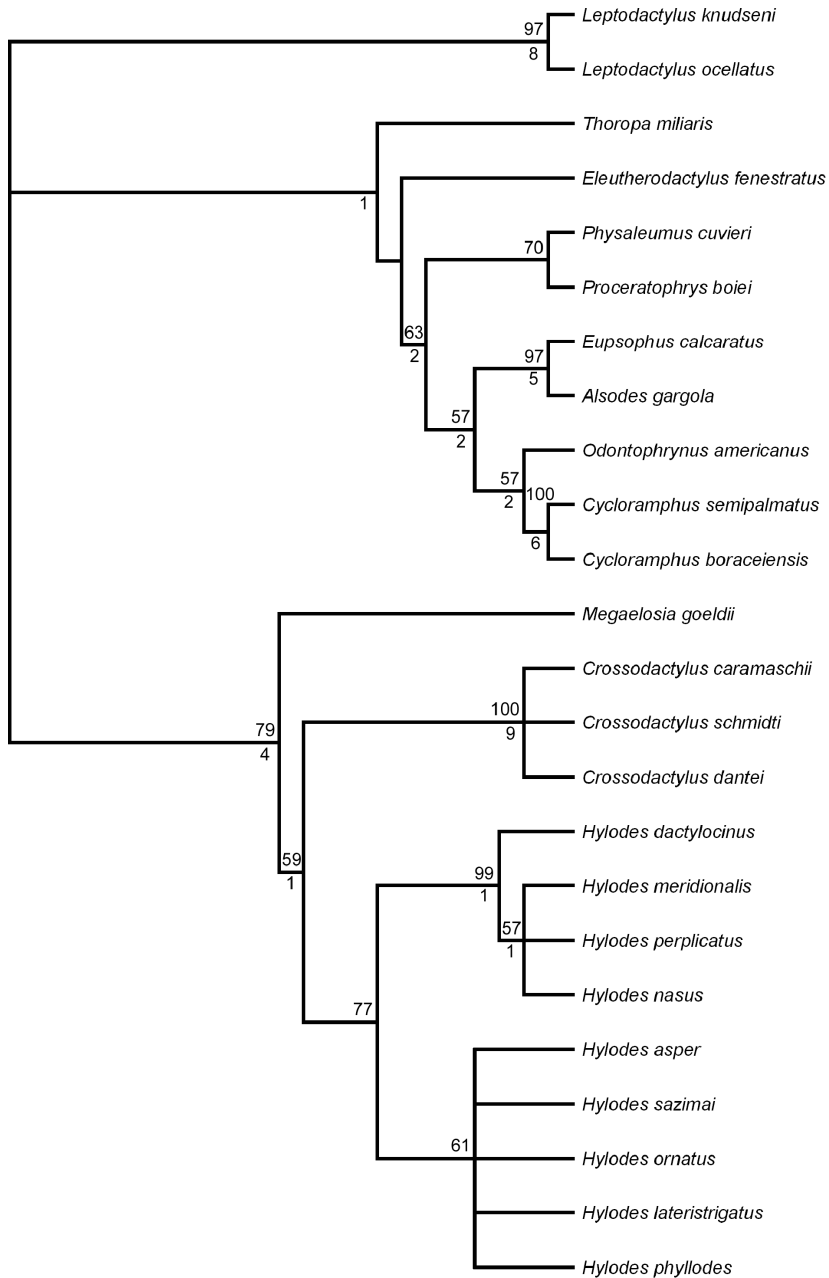 97
Leptodactylus knudseni
8
Leptodactylus ocellatus
Thoropa miliaris
1
Eleutherodactylus fenestratus
70
Physaleumus cuvieri
Proceratophrys boiei
63
2
97
Eupsophus calcaratus
5
Alsodes gargola
57
2
Odontophrynus americanus
57
2
100
Cycloramphus semipalmatus
6
Cycloramphus boraceiensis
Megaelosia goeldii
79
4
Crossodactylus caramaschii
100
Crossodactylus schmidti
9
Crossodactylus dantei
59
1
Hylodes dactylocinus
99
1
Hylodes meridionalis
57
Hylodes perplicatus
1
Hylodes nasus
77
Hylodes asper
Hylodes sazimai
61
Hylodes ornatus
Hylodes lateristrigatus
Hylodes phyllodes